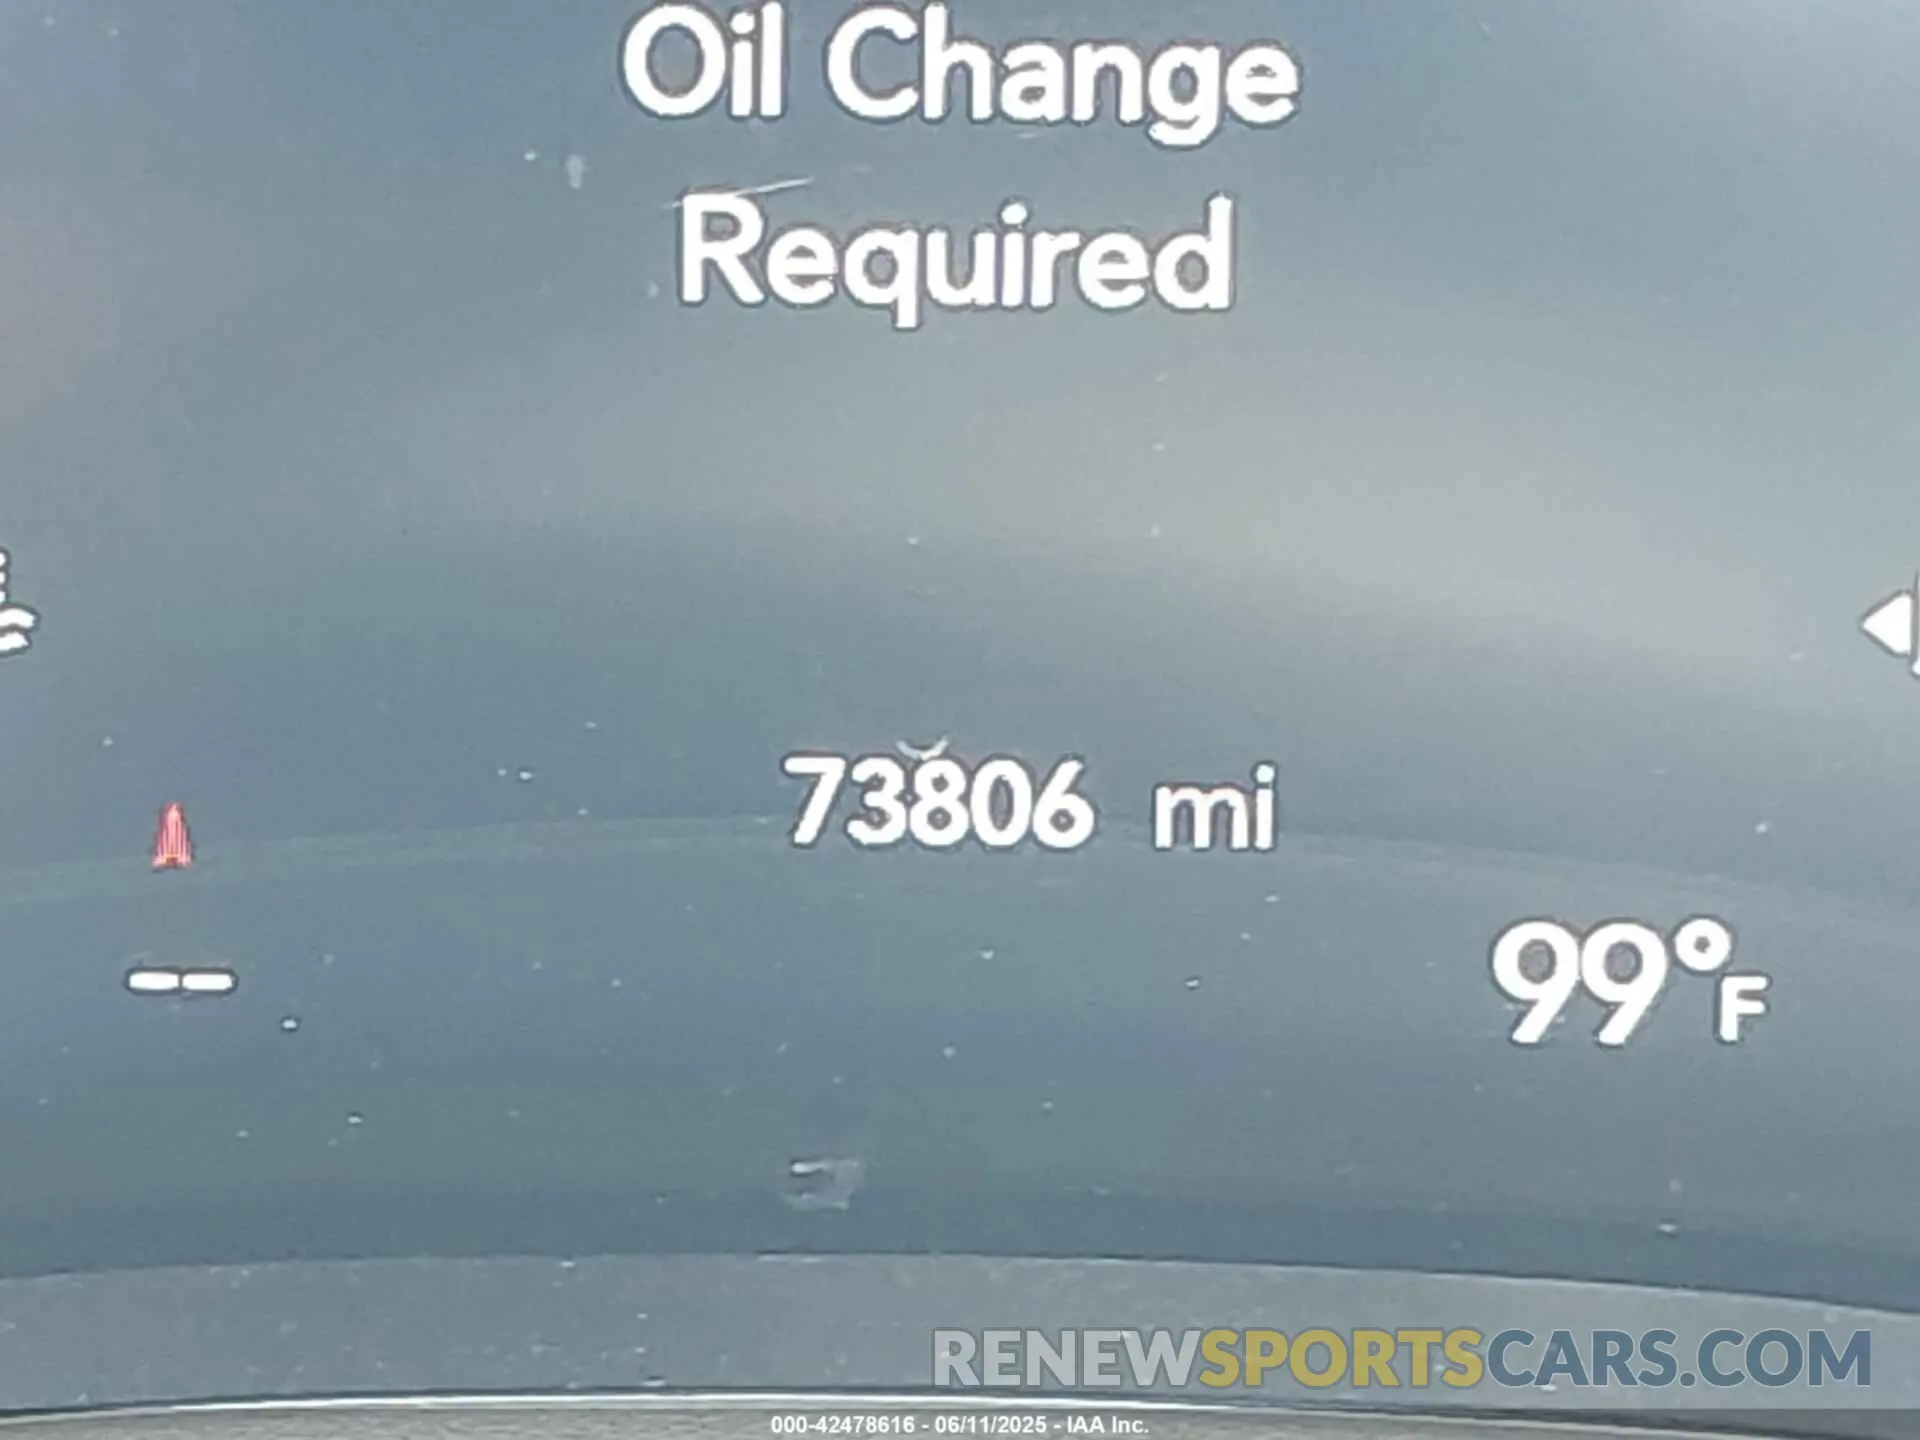 Oil Change
Required
73806 mi
--
99°F
RENEWSPORTSCARS.COM
000-42478616 - 06/11/2025 - IAA Inc.